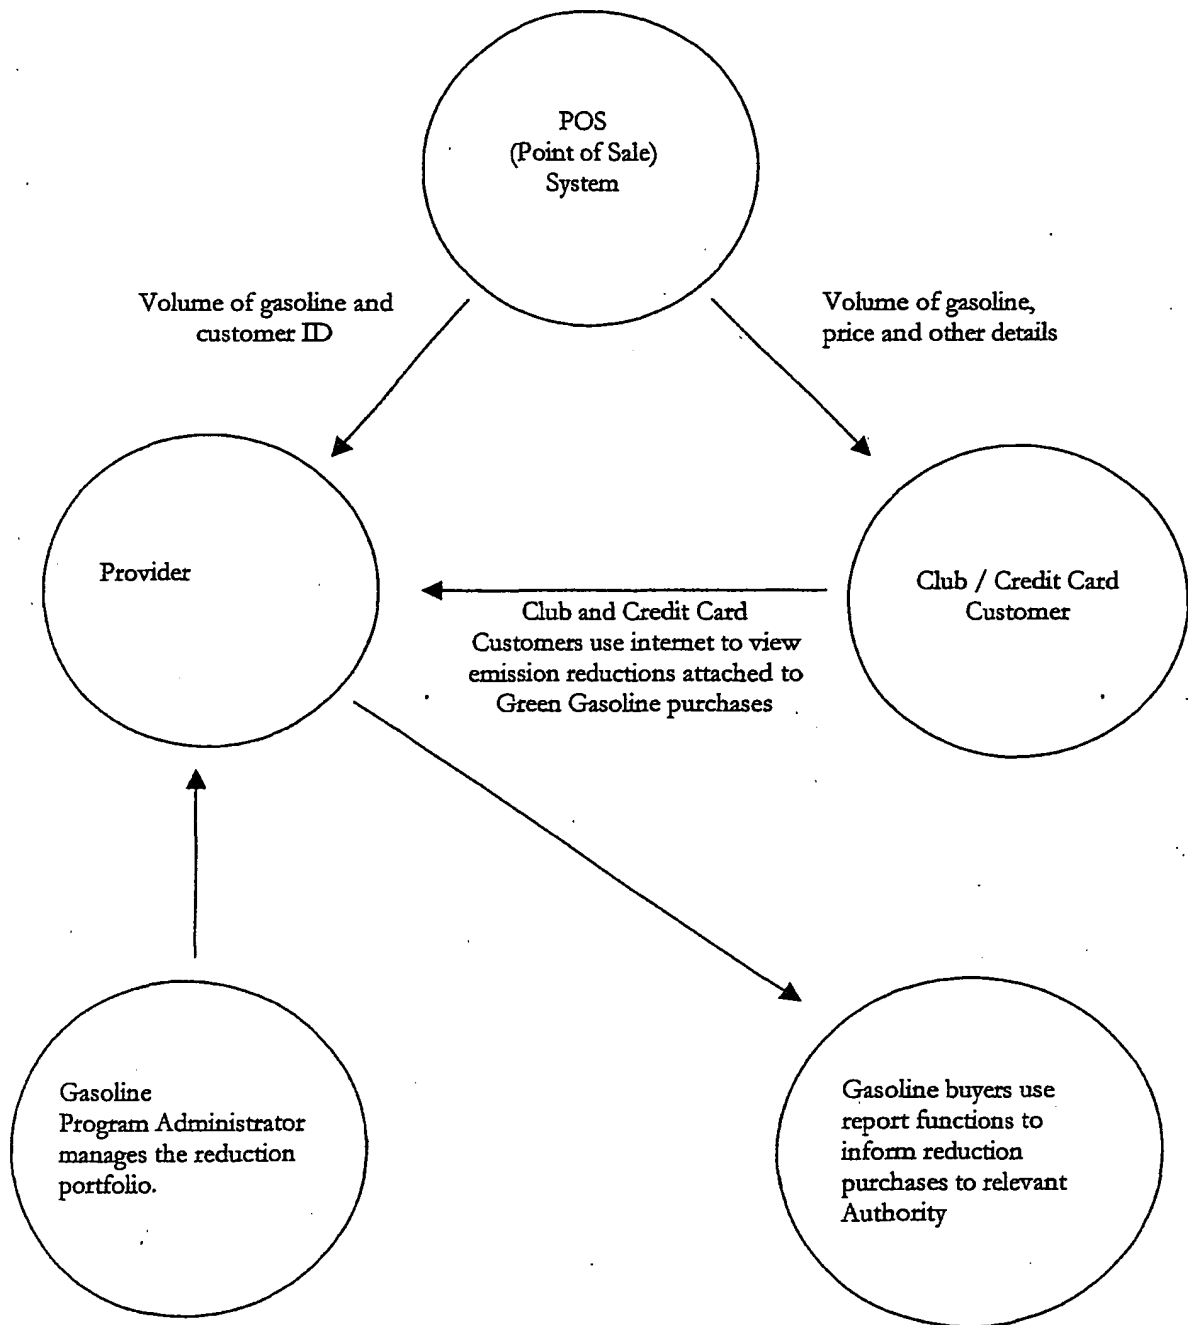 POS
(Point of Sale)
System
Volume of gasoline and
customer ID
Volume of gasoline,
price and other details
Provider
Club / Credit Card
Customer
Club and Credit Card
Customers use internet to view
emission reductions attached to
Green Gasoline purchases
Gasoline
Program Administrator
manages the reduction
portfolio.
Gasoline buyers use
report functions to
inform reduction
purchases to relevant
Authority